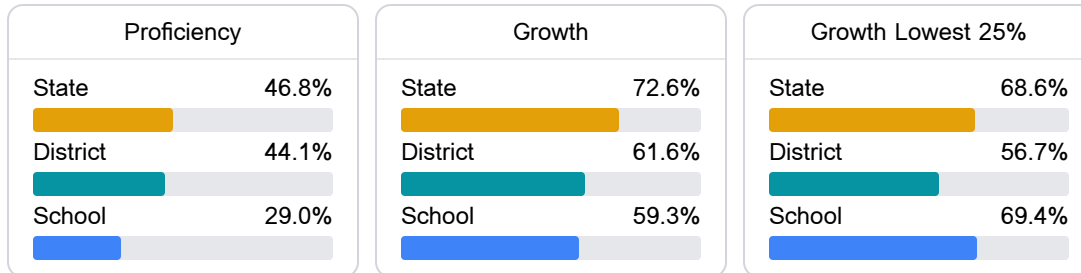 Proficiency
State 46.8%
District 44.1%
School 29.0%
Growth
State 72.6%
District 61.6%
School 59.3%
Growth Lowest 25%
State 68.6%
District 56.7%
School 69.4%